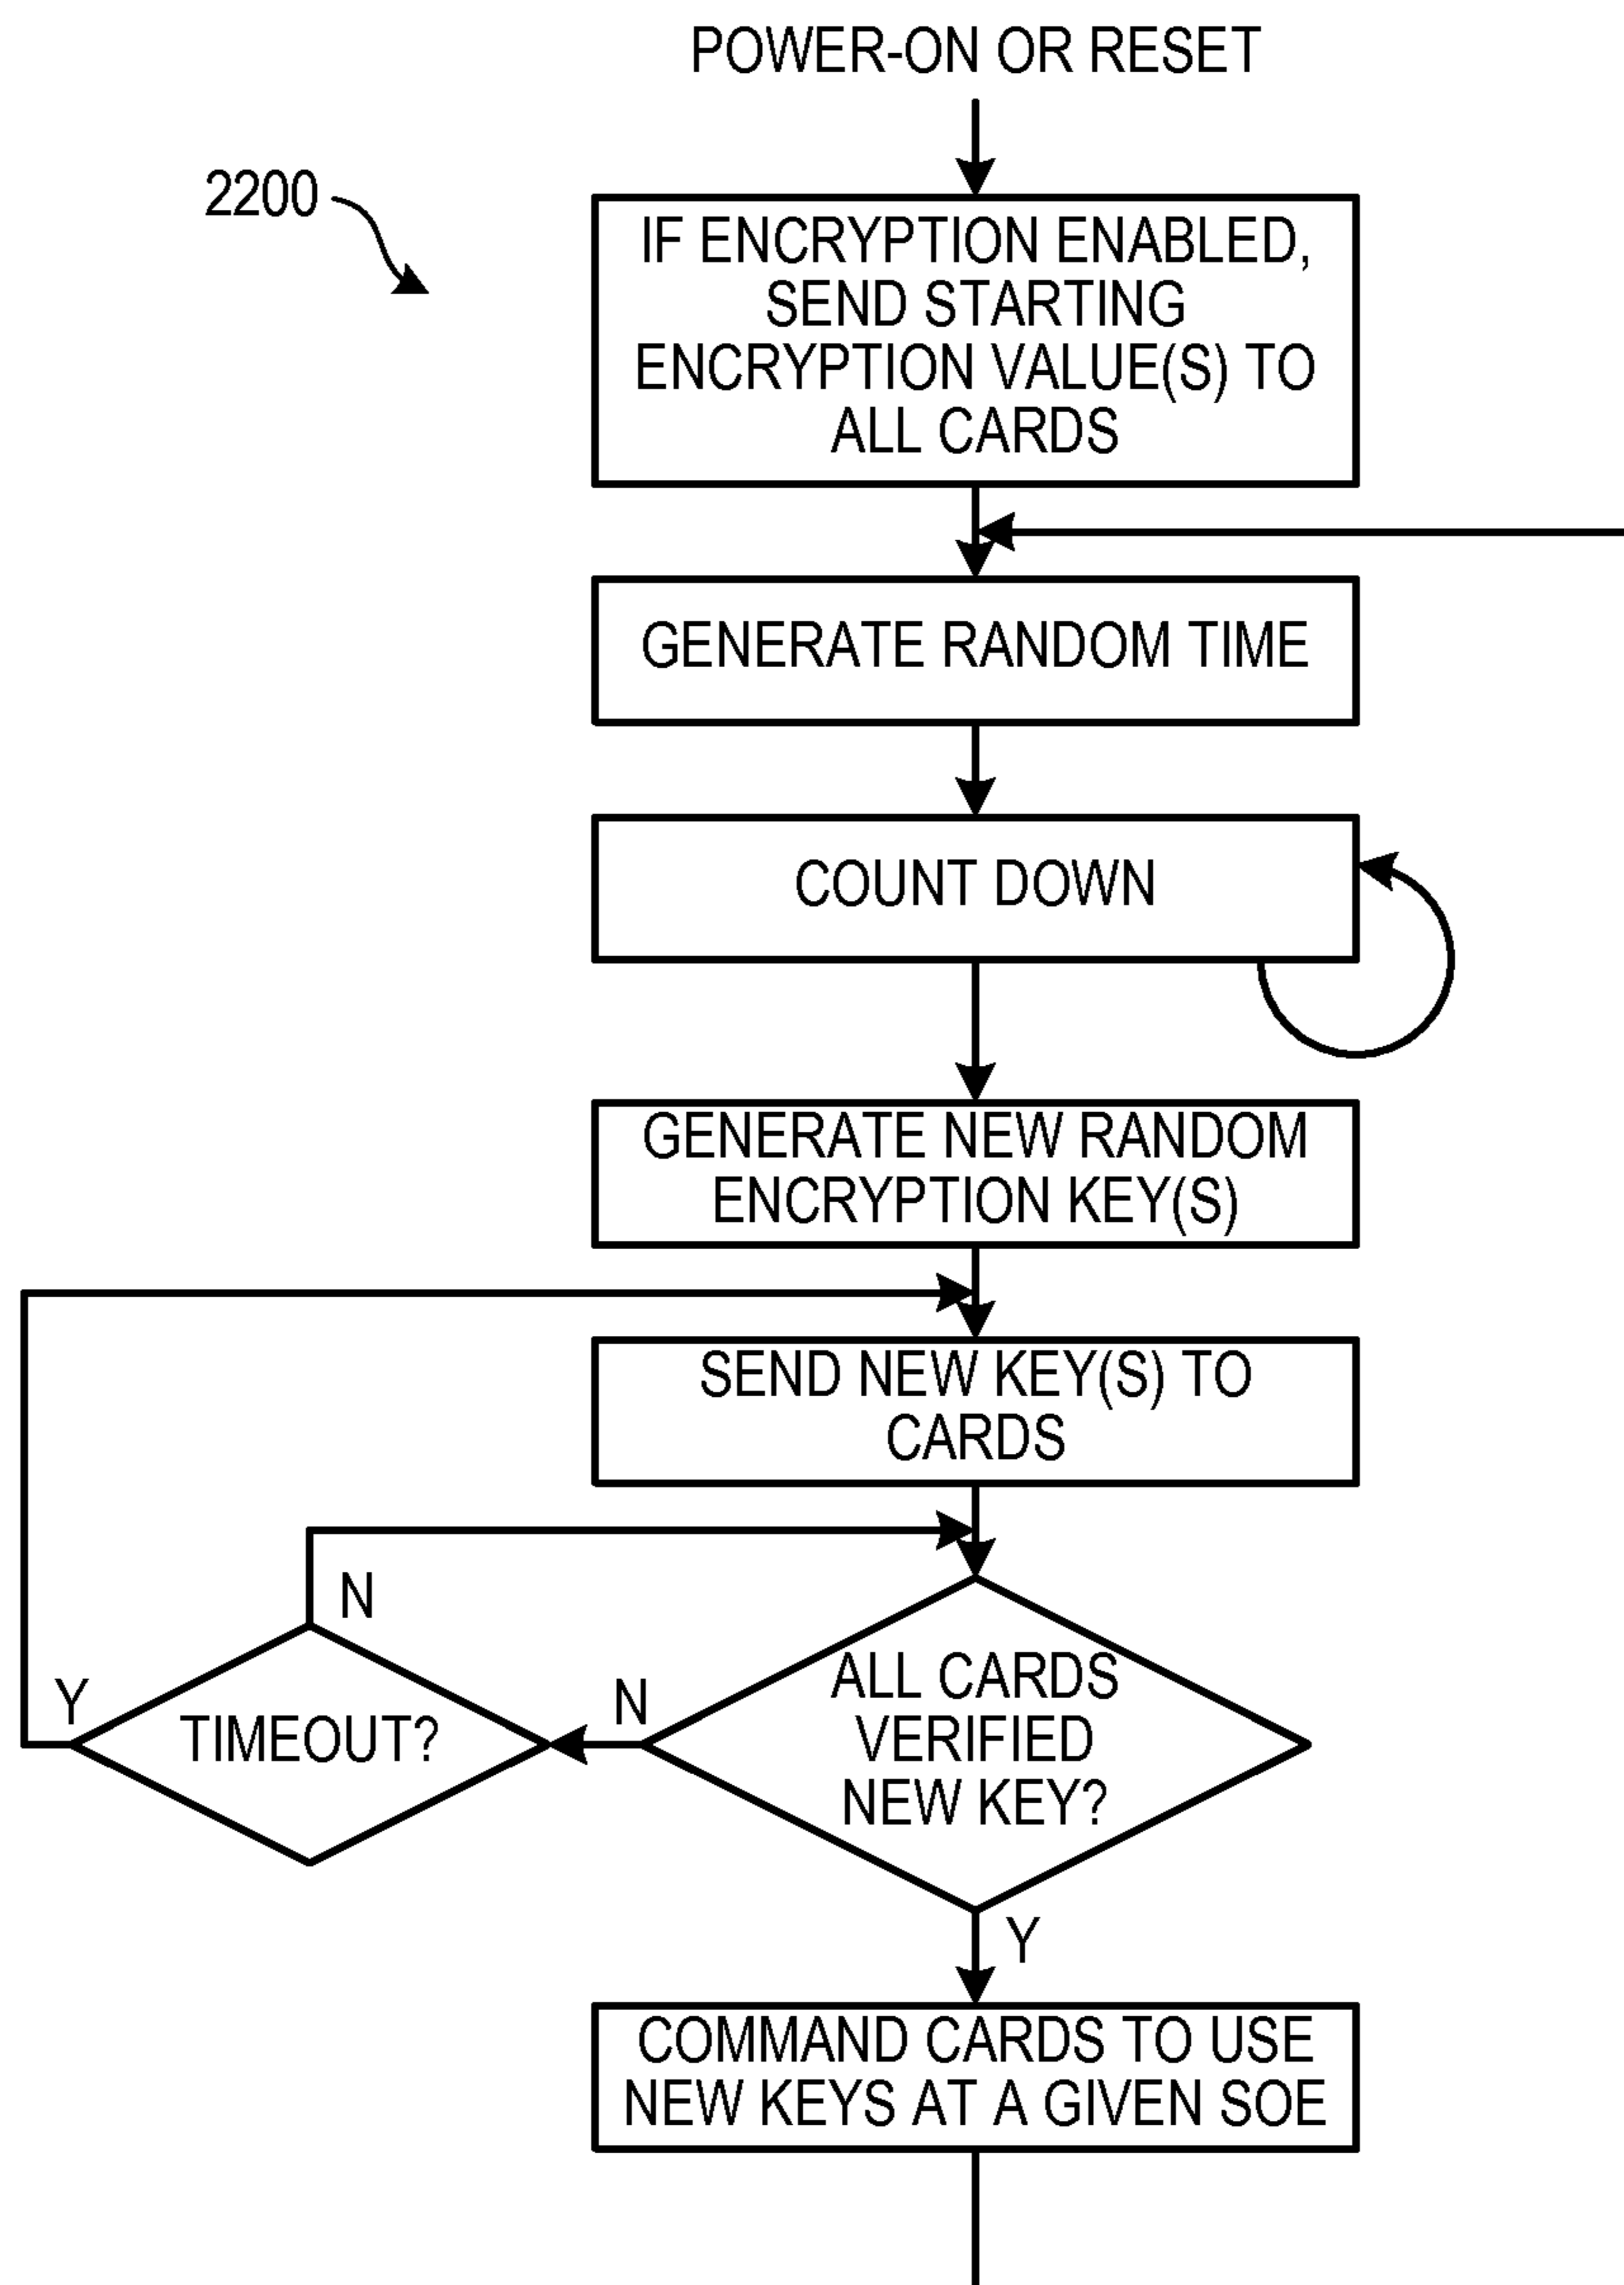 POWER-ON OR RESET
2200
IF ENCRYPTION ENABLED,
SEND STARTING
ENCRYPTION VALUE(S) TO
ALL CARDS
GENERATE RANDOM TIME
COUNT DOWN
GENERATE NEW RANDOM
ENCRYPTION KEY(S)
SEND NEW KEY(S) TO
CARDS
N
Y
TIMEOUT?
N
ALL CARDS
VERIFIED
NEW KEY?
Y
COMMAND CARDS TO USE
NEW KEYS AT A GIVEN SOE